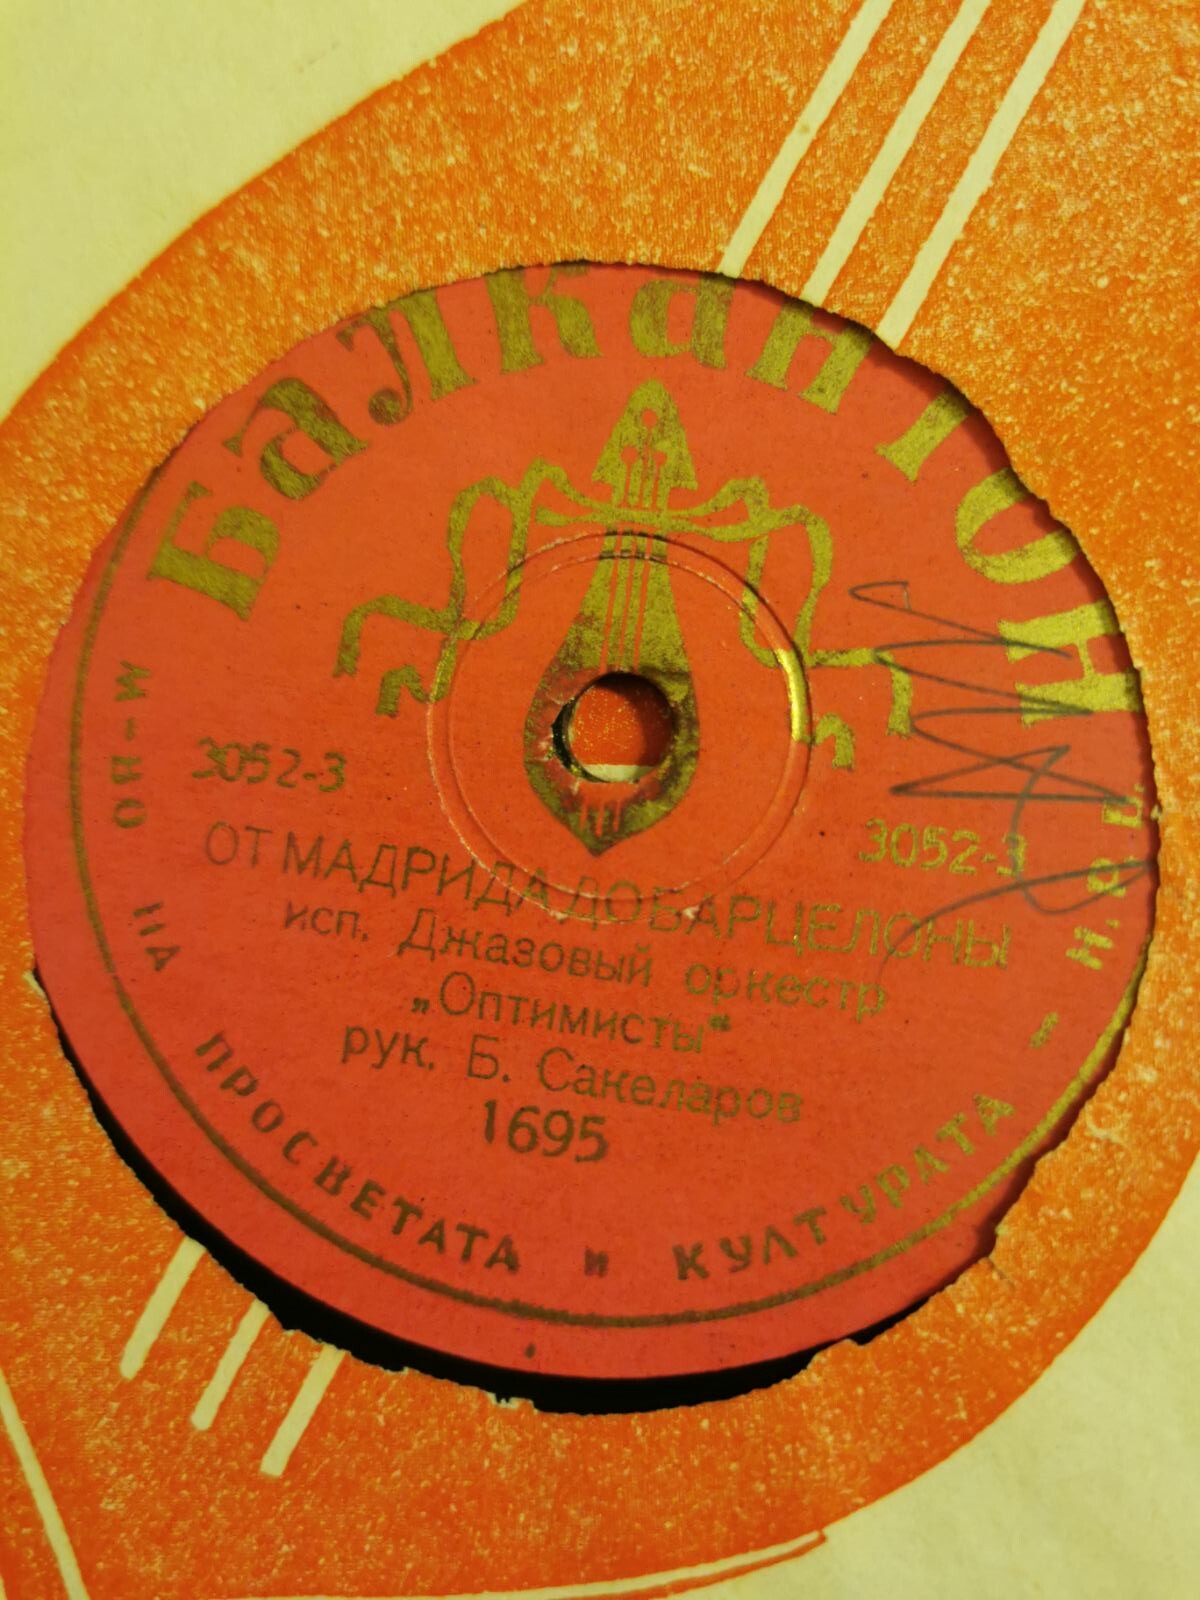 Балкантон
3052-3
3052-3
ОТ МАДРИДА ДО БАРЦЕЛОНЫ
исп. Джазовый оркестр
„Оптимисты“
рук. Б. Сакеларов
1695
М-ВО НА ПРОСВЕТАТА и КУЛТУРАТА –